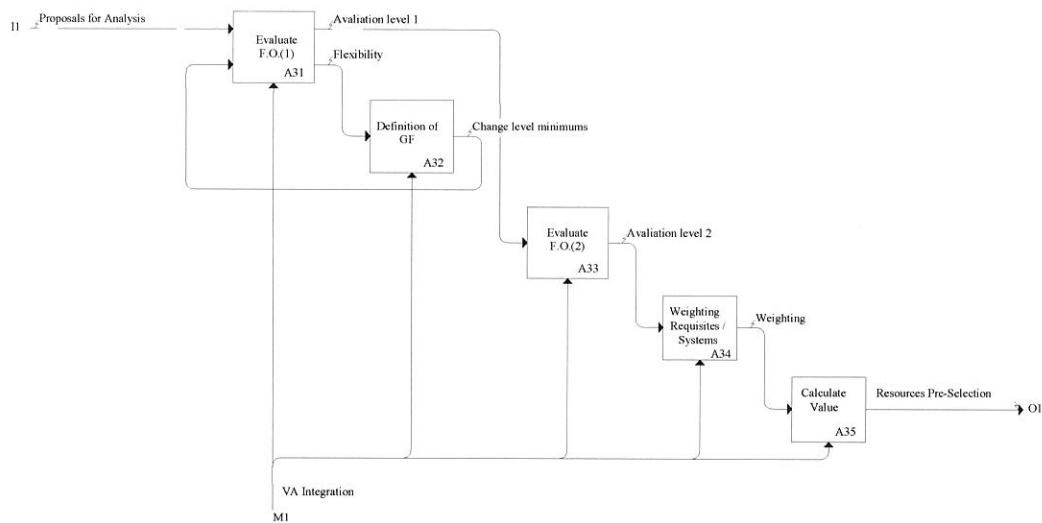 I1 Proposals for Analysis
Avaliation level 1
Evaluate
F.O.(1)
A31
Flexibility
Definition of
GF
A32
Change level minimums
Evaluate
F.O.(2)
A33
Avaliation level 2
Weighting
Requisites /
Systems
A34
Weighting
Calculate
Value
A35
Resources Pre-Selection
O1
VA Integration
M1